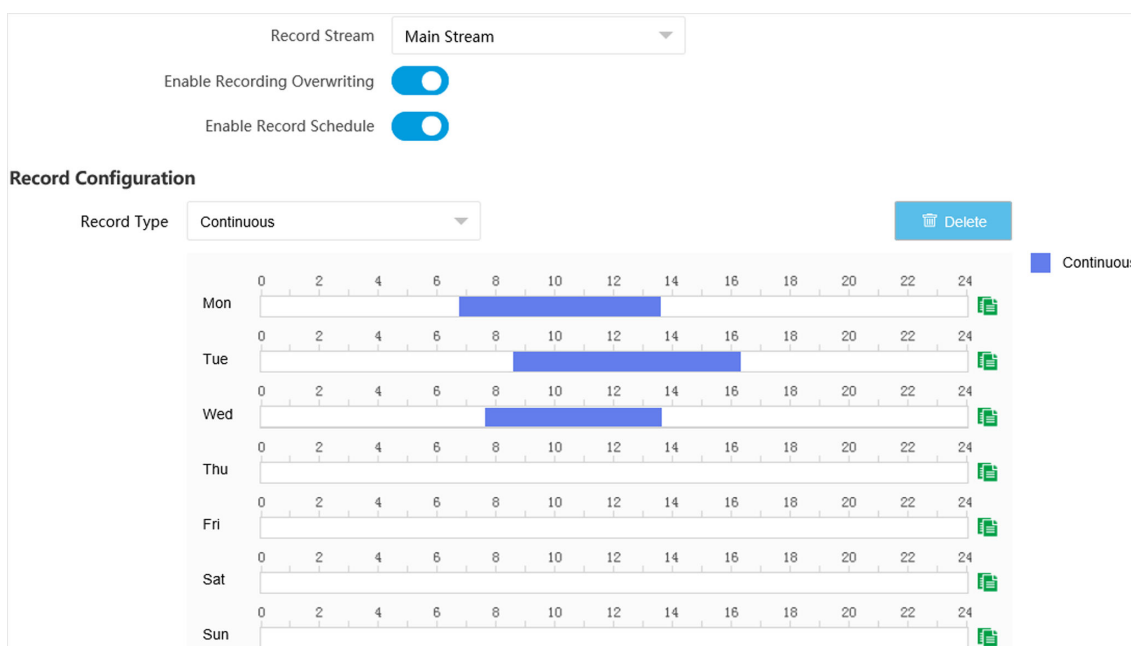 Record Stream Main Stream
Enable Recording Overwriting
Enable Record Schedule
Record Configuration
Record Type Continuous Delete
Continuous
0 2 4 6 8 10 12 14 16 18 20 22 24
Mon
0 2 4 6 8 10 12 14 16 18 20 22 24
Tue
0 2 4 6 8 10 12 14 16 18 20 22 24
Wed
0 2 4 6 8 10 12 14 16 18 20 22 24
Thu
0 2 4 6 8 10 12 14 16 18 20 22 24
Fri
0 2 4 6 8 10 12 14 16 18 20 22 24
Sat
0 2 4 6 8 10 12 14 16 18 20 22 24
Sun